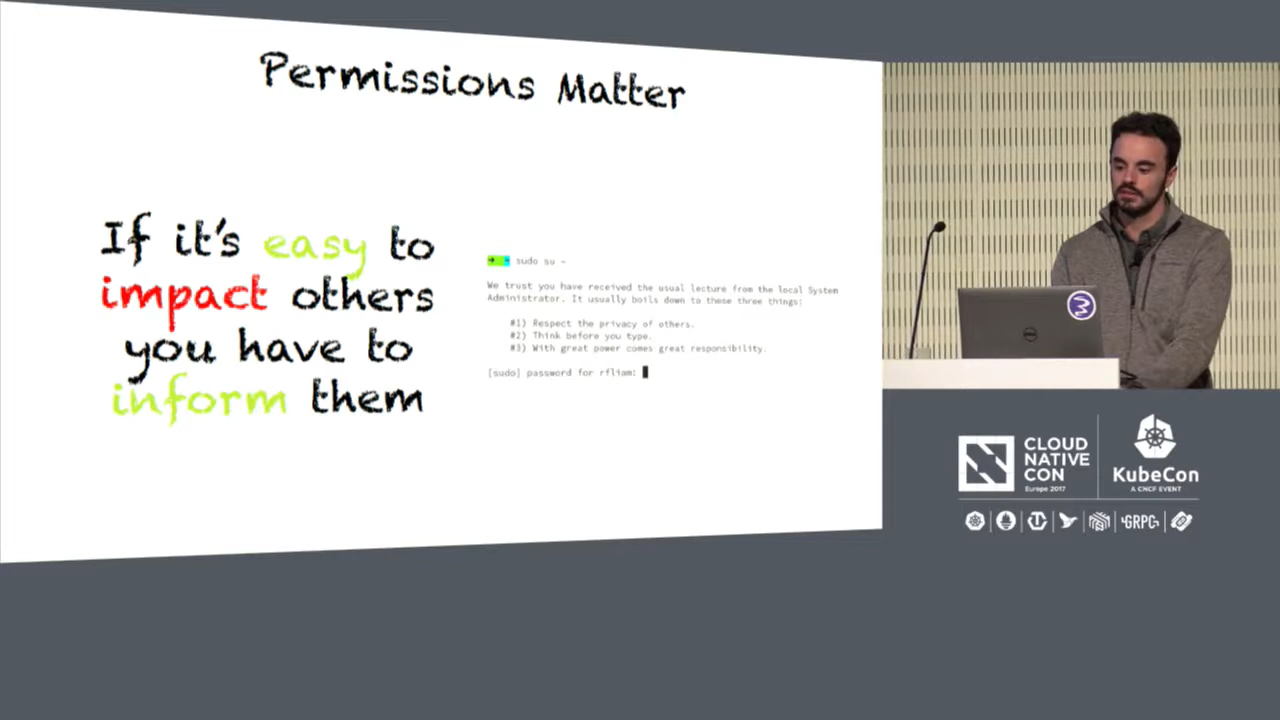 Permissions Matter
If it's easy to
impact others
you have to
inform them
sudo su -
We trust you have received the usual lecture from the local System
Administrator. It usually boils down to these three things:
#1) Respect the privacy of others.
#2) Think before you type.
#3) With great power comes great responsibility.
[sudo] password for rfliam:
DELL
CLOUD
NATIVE
CON
Europe 2017
KubeCon
A CNCF EVENT
GRPC